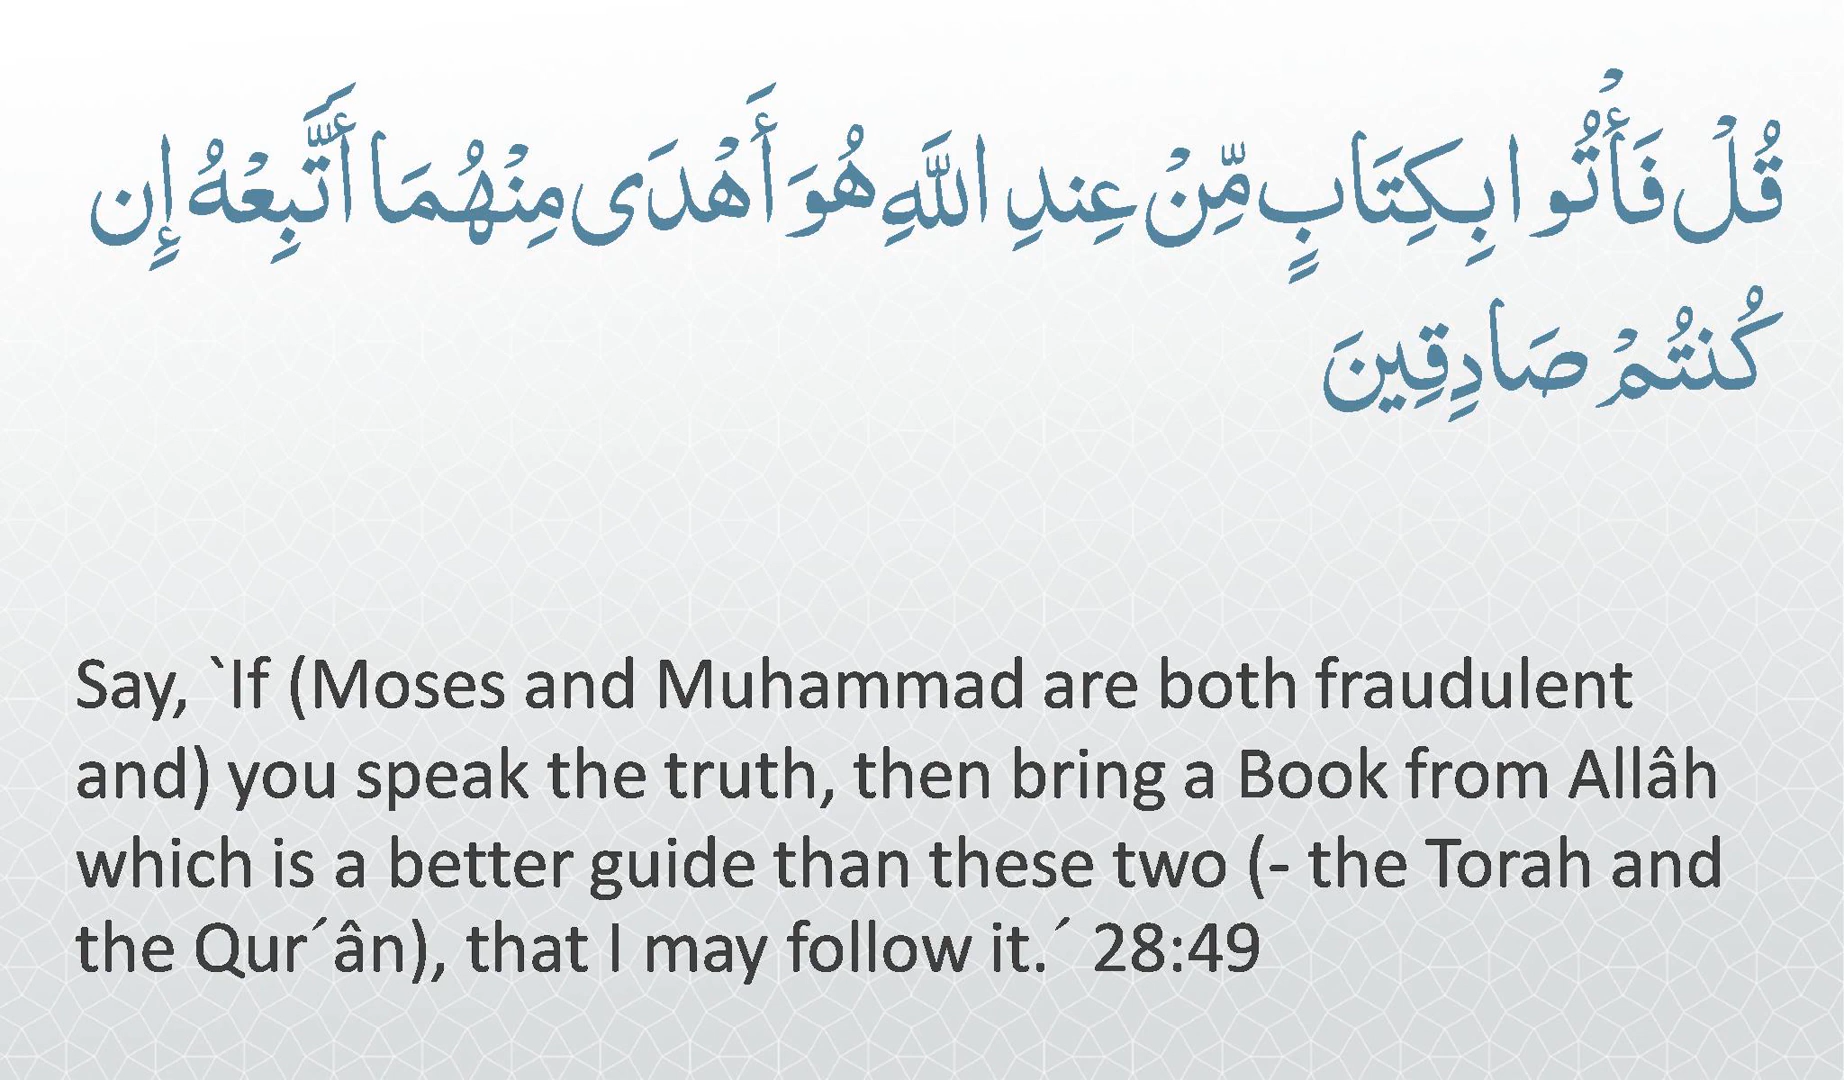 قُلْ فَأْتُوا بِكِتَابٍ مِّنْ عِندِ اللَّهِ هُوَ أَهْدَى مِنْهُمَا أَتَّبِعْهُ إِن
كُنتُمْ صَادِقِينَ
Say, `If (Moses and Muhammad are both fraudulent
and) you speak the truth, then bring a Book from Allâh
which is a better guide than these two (- the Torah and
the Qur´ân), that I may follow it.´ 28:49